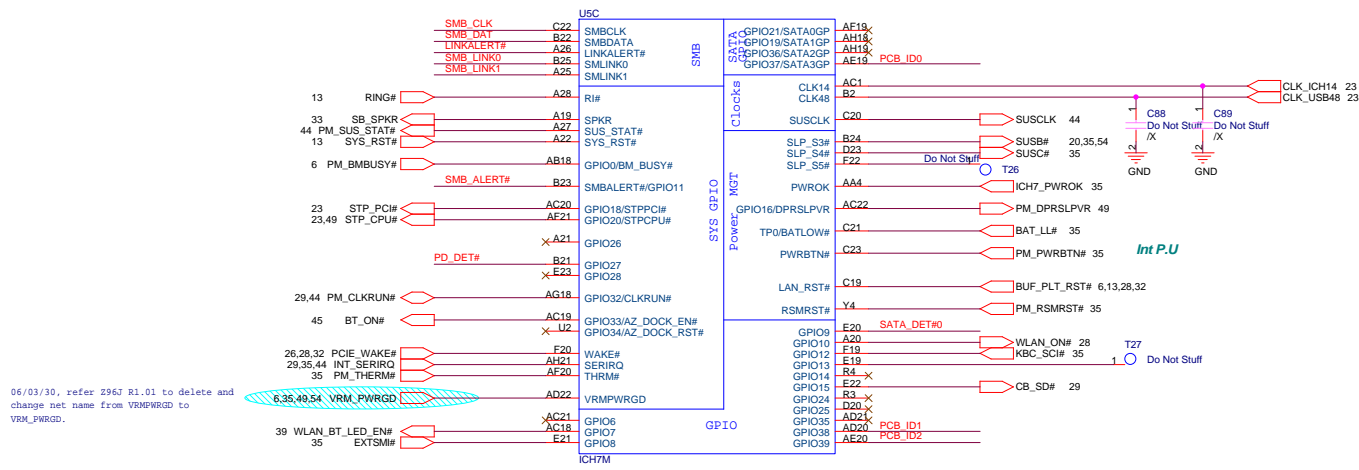 U5C
SMB_CLK C22 SMBCLK
SMB_DAT B22 SMBDATA
LINKALERT# A26 LINKALERT#
SMB_LINK0 B25 SMLINK0
SMB_LINK1 A25 SMLINK1
13 RING# A28 RI#
33 SB_SPKR A19 SPKR
44 PM_SUS_STAT# A27 SUS_STAT#
13 SYS_RST# A22 SYS_RST#
6 PM_BMBUSY# AB18 GPIO0/BM_BUSY#
SMB_ALERT# B23 SMBALERT#/GPIO11
23 STP_PCI# AC20 GPIO18/STPPCI#
23,49 STP_CPU# AF21 GPIO20/STPCPU#
A21 GPIO26
PD_DET# B21 GPIO27
E23 GPIO28
29,44 PM_CLKRUN# AG18 GPIO32/CLKRUN#
45 BT_ON# AC19 GPIO33/AZ_DOCK_EN#
U2 GPIO34/AZ_DOCK_RST#
26,28,32 PCIE_WAKE# F20 WAKE#
29,35,44 INT_SERIRQ AH21 SERIRQ
35 PM_THERM# AF20 THRM#
6,35,49,54 VRM_PWRGD AD22 VRMPWRGD
AC21 GPIO6
39 WLAN_BT_LED_EN# AC18 GPIO7
35 EXTSMI# E21 GPIO8
ICH7M
06/03/30, refer Z96J R1.01 to delete and
change net name from VRMPWRGD to
VRM_PWRGD.
SMB
SATA
GPIO
Clocks
SYS GPIO
Power MGT
GPIO
GPIO21/SATA0GP AF19
GPIO19/SATA1GP AH18
GPIO36/SATA2GP AH19
GPIO37/SATA3GP AE19 PCB_ID0
CLK14 AC1 CLK_ICH14 23
CLK48 B2 CLK_USB48 23
SUSCLK C20 SUSCLK 44
SLP_S3# B24 SUSB# 20,35,54
SLP_S4# D23 SUSC# 35
SLP_S5# F22 Do Not Stuff 1 T26
PWROK AA4 ICH7_PWROK 35
GPIO16/DPRSLPVR AC22 PM_DPRSLPVR 49
TP0/BATLOW# C21 BAT_LL# 35
PWRBTN# C23 PM_PWRBTN# 35
Int P.U
LAN_RST# C19 BUF_PLT_RST# 6,13,28,32
RSMRST# Y4 PM_RSMRST# 35
GPIO9 E20 SATA_DET#0
GPIO10 A20 WLAN_ON# 28
GPIO12 F19 KBC_SCI# 35
GPIO13 E19 1 T27 Do Not Stuff
GPIO14 R4
GPIO15 E22 CB_SD# 29
GPIO24 R3
GPIO25 D20
GPIO35 AD21
GPIO38 AD20 PCB_ID1
GPIO39 AE20 PCB_ID2
1 C88
Do Not Stuff
/X
2
GND
1 C89
Do Not Stuff
/X
2
GND